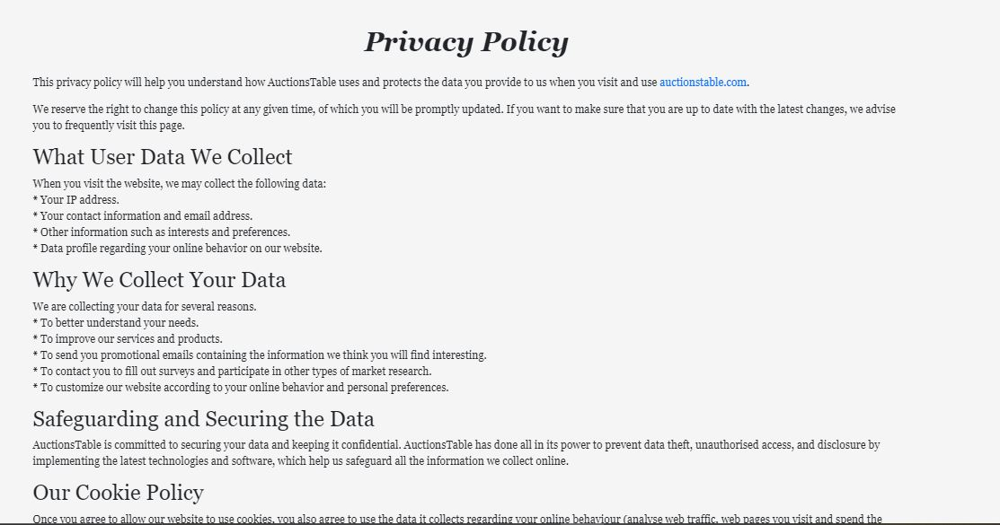 Privacy Policy
This privacy policy will help you understand how AuctionsTable uses and protects the data you provide to us when you visit and use auctionstable.com.
We reserve the right to change this policy at any given time, of which you will be promptly updated. If you want to make sure that you are up to date with the latest changes, we advise
you to frequently visit this page.
What User Data We Collect
When you visit the website, we may collect the following data:
* Your IP address.
* Your contact information and email address.
* Other information such as interests and preferences.
* Data profile regarding your online behavior on our website.
Why We Collect Your Data
We are collecting your data for several reasons.
* To better understand your needs.
* To improve our services and products.
* To send you promotional emails containing the information we think you will find interesting.
* To contact you to fill out surveys and participate in other types of market research.
* To customize our website according to your online behavior and personal preferences.
Safeguarding and Securing the Data
AuctionsTable is committed to securing your data and keeping it confidential. AuctionsTable has done all in its power to prevent data theft, unauthorised access, and disclosure by
implementing the latest technologies and software, which help us safeguard all the information we collect online.
Our Cookie Policy
Once you agree to allow our website to use cookies, you also agree to use the data it collects regarding your online behaviour (analyse web traffic, web pages you visit and spend the